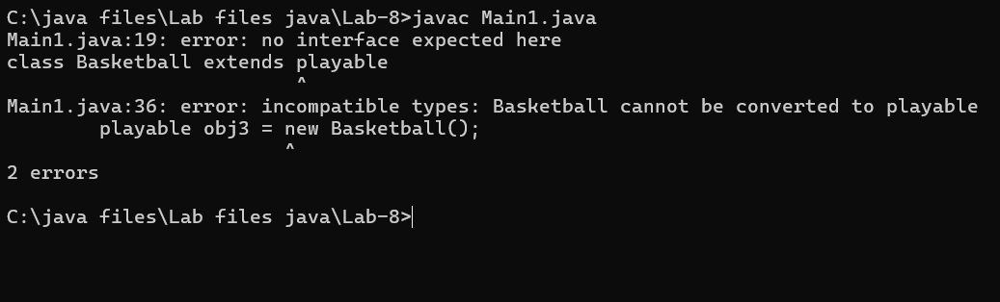 C:\java files\Lab files java\Lab-8>javac Main1.java
Main1.java:19: error: no interface expected here
class Basketball extends playable
                         ^
Main1.java:36: error: incompatible types: Basketball cannot be converted to playable
        playable obj3 = new Basketball();
                        ^
2 errors
C:\java files\Lab files java\Lab-8>